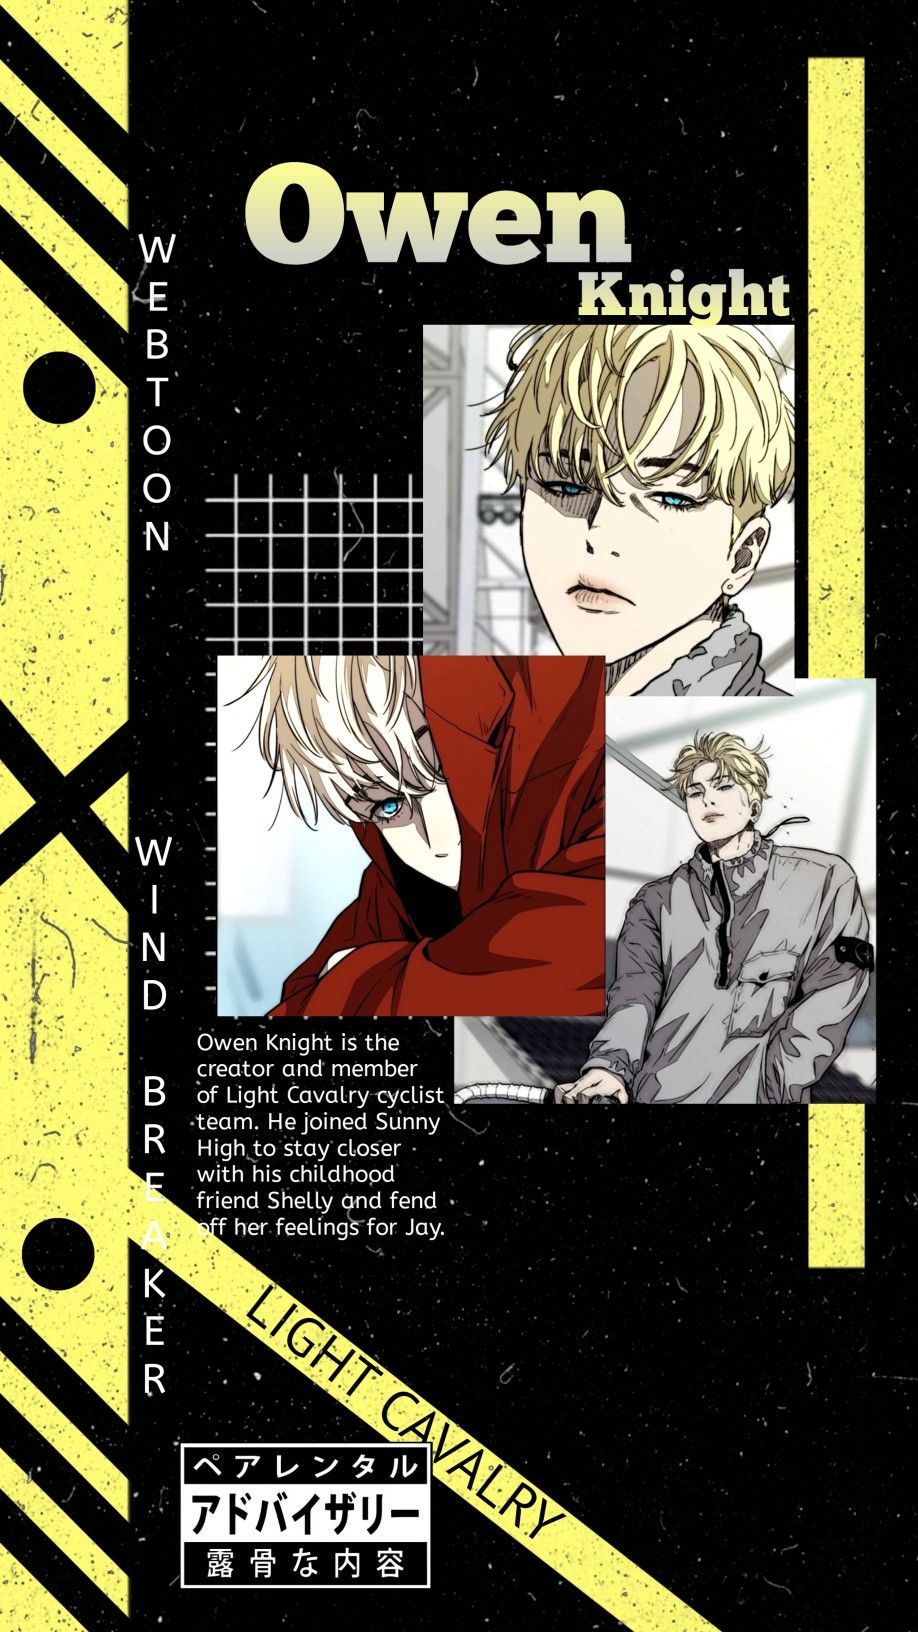 Owen
Knight
WEBTOON
WIND BREAKER
Owen Knight is the
creator and member
of Light Cavalry cyclist
team. He joined Sunny
High to stay closer
with his childhood
friend Shelly and fend
off her feelings for Jay.
LIGHT CAVALRY
ペアレンタル
アドバイザリー
露骨な内容